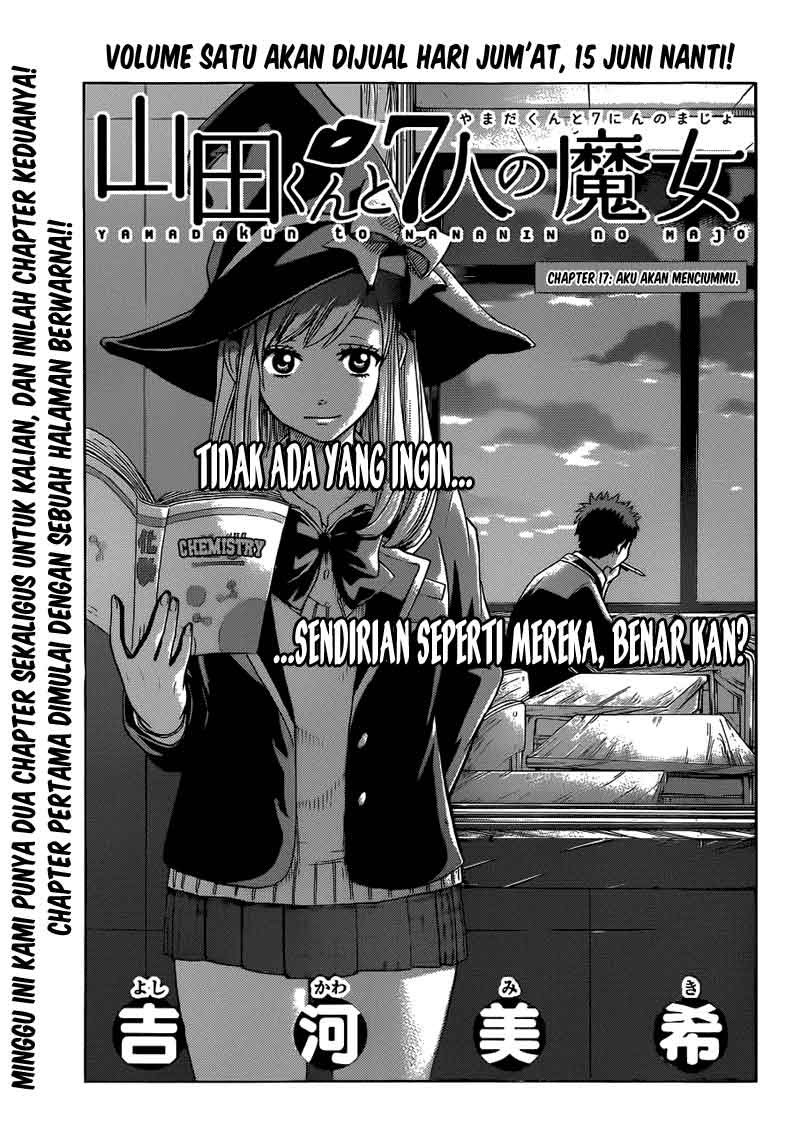 VOLUME SATU AKAN DIJUAL HARI JUM'AT, 15 JUNI NANTI!
MINGGU INI KAMI PUNYA DUA CHAPTER SEKALIGUS UNTUK KALIAN, DAN INILAH CHAPTER KEDUANYA!
CHAPTER PERTAMA DIMULAI DENGAN SEBUAH HALAMAN BERWARNA!!
やまだくんと7にんのまじょ
山田くんと7人の魔女
YAMADAKUN to NANANIN no MAJO
CHAPTER 17: AKU AKAN MENCIUMMU.
TIDAK ADA YANG INGIN...
化学
CHEMISTRY
...SENDIRIAN SEPERTI MEREKA, BENAR KAN?
よし かわ み き
吉河美希